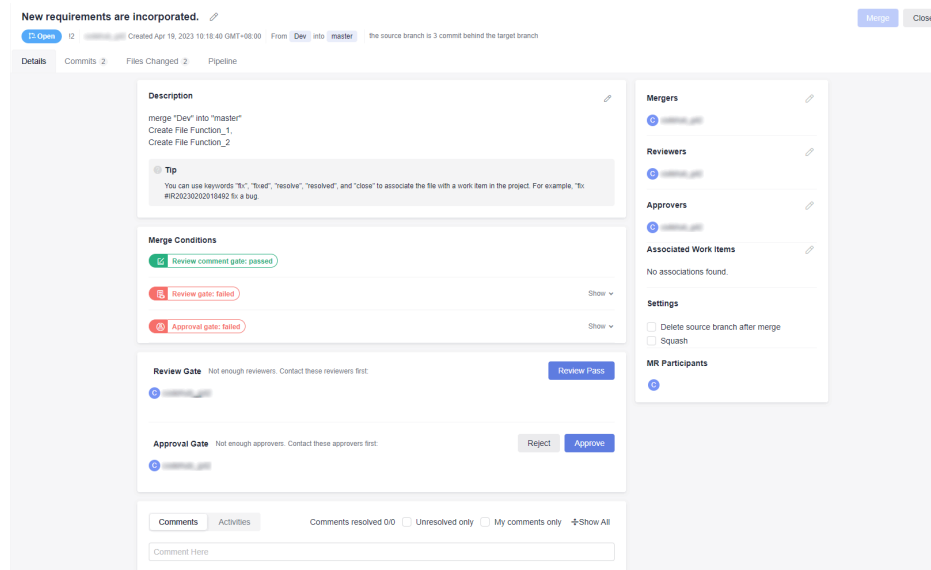 New requirements are incorporated.
Merge
Close
Open !2 Created Apr 19, 2023 10:18:40 GMT+08:00 From Dev into master the source branch is 3 commit behind the target branch
Details Commits 2 Files Changed 2 Pipeline
Description
merge "Dev" into "master"
Create File Function_1,
Create File Function_2
Tip
You can use keywords "fix", "fixed", "resolve", "resolved", and "close" to associate the file with a work item in the project. For example, "fix
#IR20230202018492 fix a bug.
Merge Conditions
Review comment gate: passed
Review gate: failed Show
Approval gate: failed Show
Review Gate Not enough reviewers. Contact these reviewers first: Review Pass
C
Approval Gate Not enough approvers. Contact these approvers first: Reject Approve
C
Comments Activities Comments resolved 0/0 Unresolved only My comments only Show All
Comment Here
Mergers
C
Reviewers
C
Approvers
C
Associated Work Items
No associations found.
Settings
Delete source branch after merge
Squash
MR Participants
C